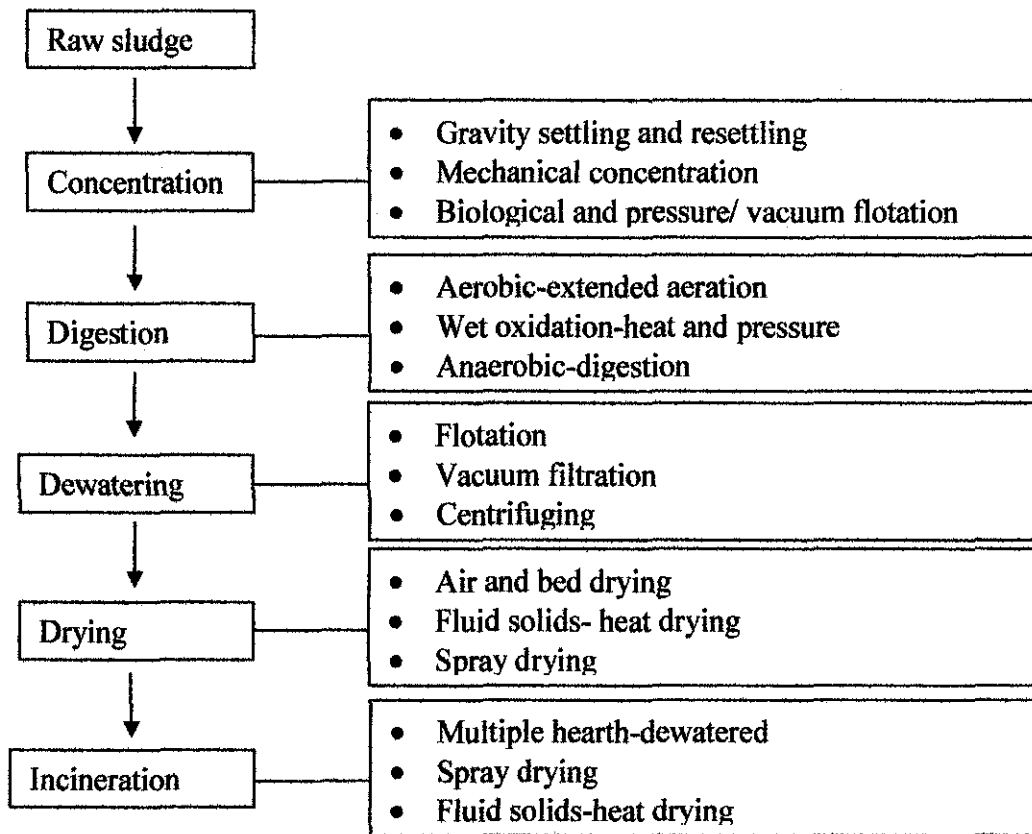 Raw sludge
Concentration
• Gravity settling and resettling
• Mechanical concentration
• Biological and pressure/ vacuum flotation
Digestion
• Aerobic-extended aeration
• Wet oxidation-heat and pressure
• Anaerobic-digestion
Dewatering
• Flotation
• Vacuum filtration
• Centrifuging
Drying
• Air and bed drying
• Fluid solids- heat drying
• Spray drying
Incineration
• Multiple hearth-dewatered
• Spray drying
• Fluid solids-heat drying